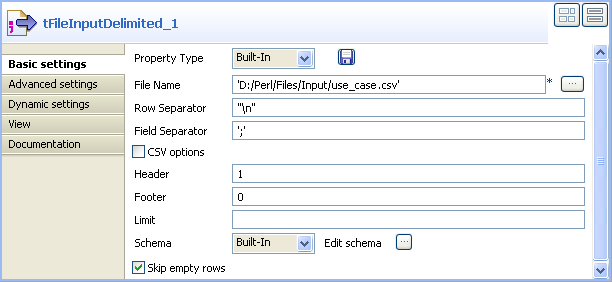 tFileInputDelimited_1
Basic settings
Advanced settings
Dynamic settings
View
Documentation
Property Type Built-In
File Name 'D:/Perl/Files/Input/use_case.csv' * ...
Row Separator "\n"
Field Separator ';'
CSV options
Header 1
Footer 0
Limit
Schema Built-In Edit schema ...
Skip empty rows